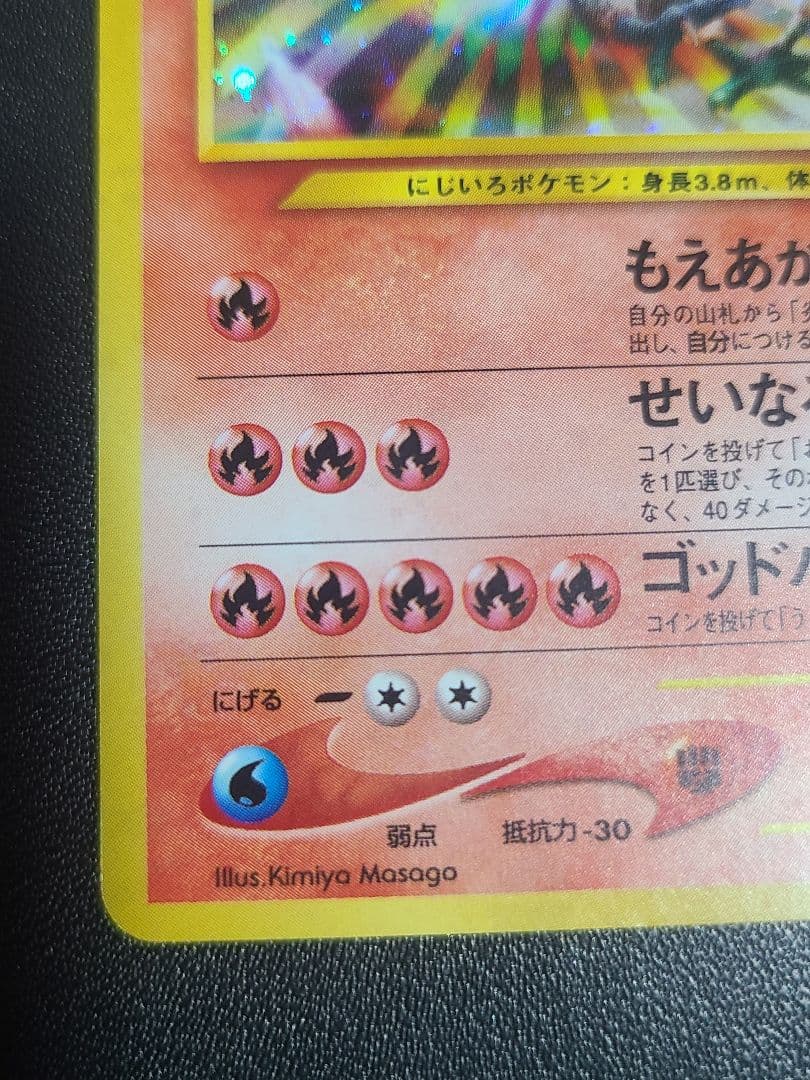 にじいろポケモン：身長3.8m、体
もえあが
自分の山札から「
出し、自分につける
せいなる
コインを投げて「お
を1匹選び、その
なく、40ダメージ
ゴッドバ
コインを投げて「う
にげる
弱点
抵抗力 -30
Illus.Kimiya Masago